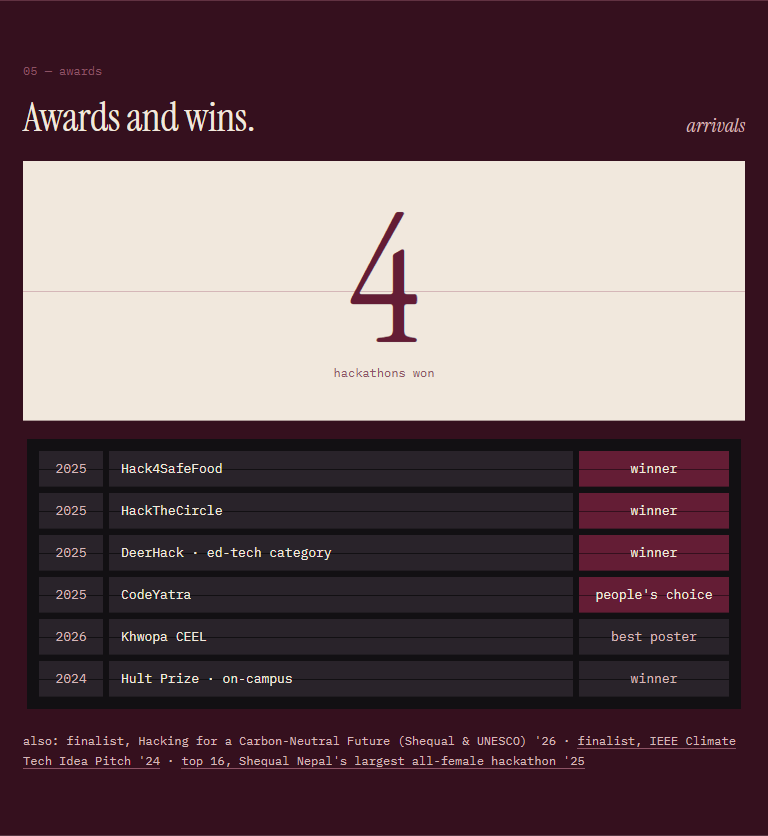 05 — awards
Awards and wins.
arrivals
4
hackathons won
2025 Hack4SafeFood winner
2025 HackTheCircle winner
2025 DeerHack · ed-tech category winner
2025 CodeYatra people's choice
2026 Khwopa CEEL best poster
2024 Hult Prize · on-campus winner
also: finalist, Hacking for a Carbon-Neutral Future (Shequal & UNESCO) '26 · finalist, IEEE Climate
Tech Idea Pitch '24 · top 16, Shequal Nepal's largest all-female hackathon '25